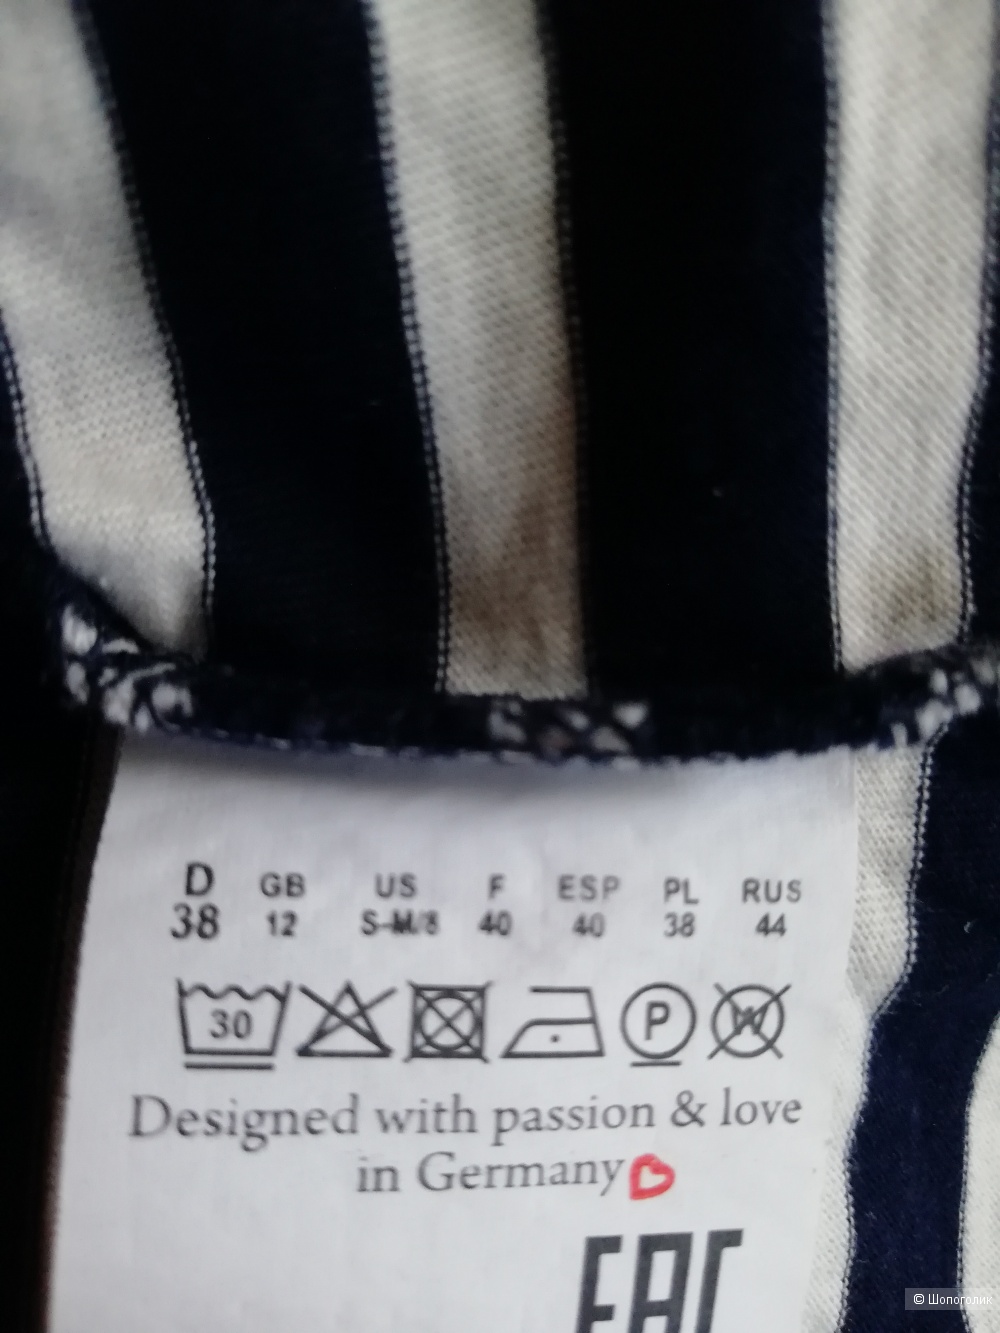 D GB US F ESP PL RUS
38 12 S-M/8 40 40 38 44
30 P W
Designed with passion & love
in Germany
EAC
© Шопоголик